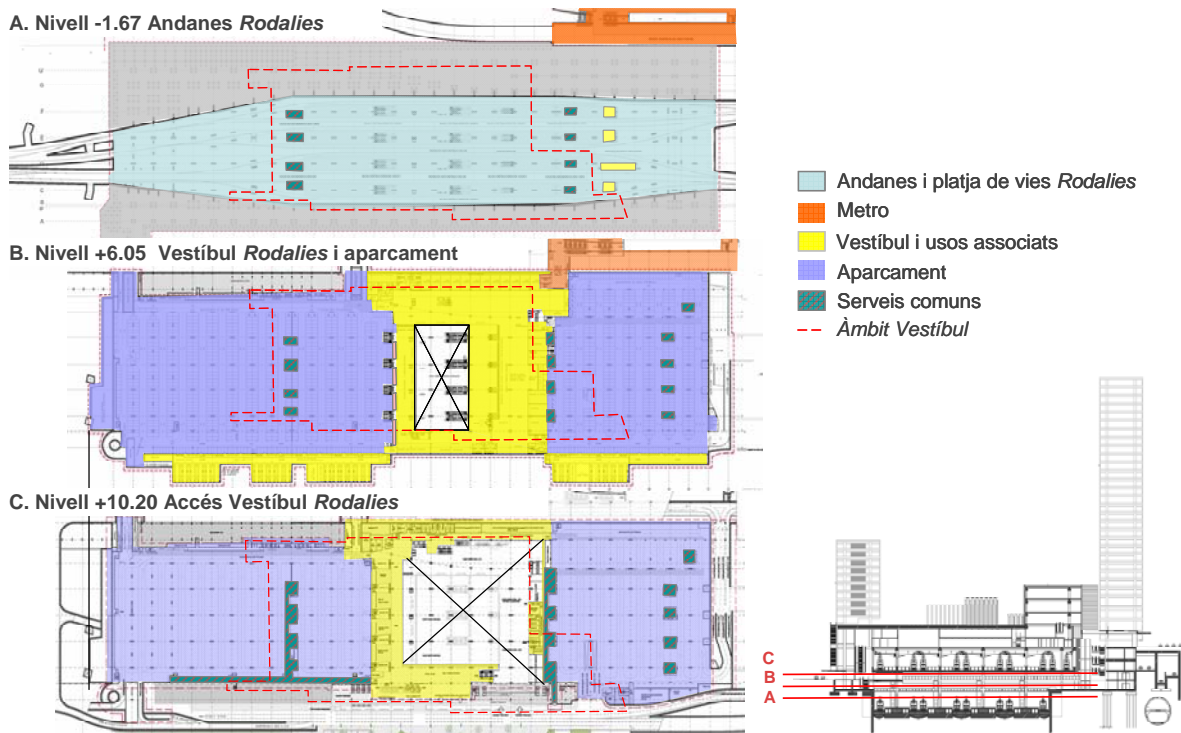 A. Nivell -1.67 Andanes Rodalies
B. Nivell +6.05 Vestíbul Rodalies i aparcament
C. Nivell +10.20 Accés Vestíbul Rodalies
Andanes i platja de vies Rodalies
Metro
Vestíbul i usos associats
Aparcament
Serveis comuns
Àmbit Vestíbul
C
B
A